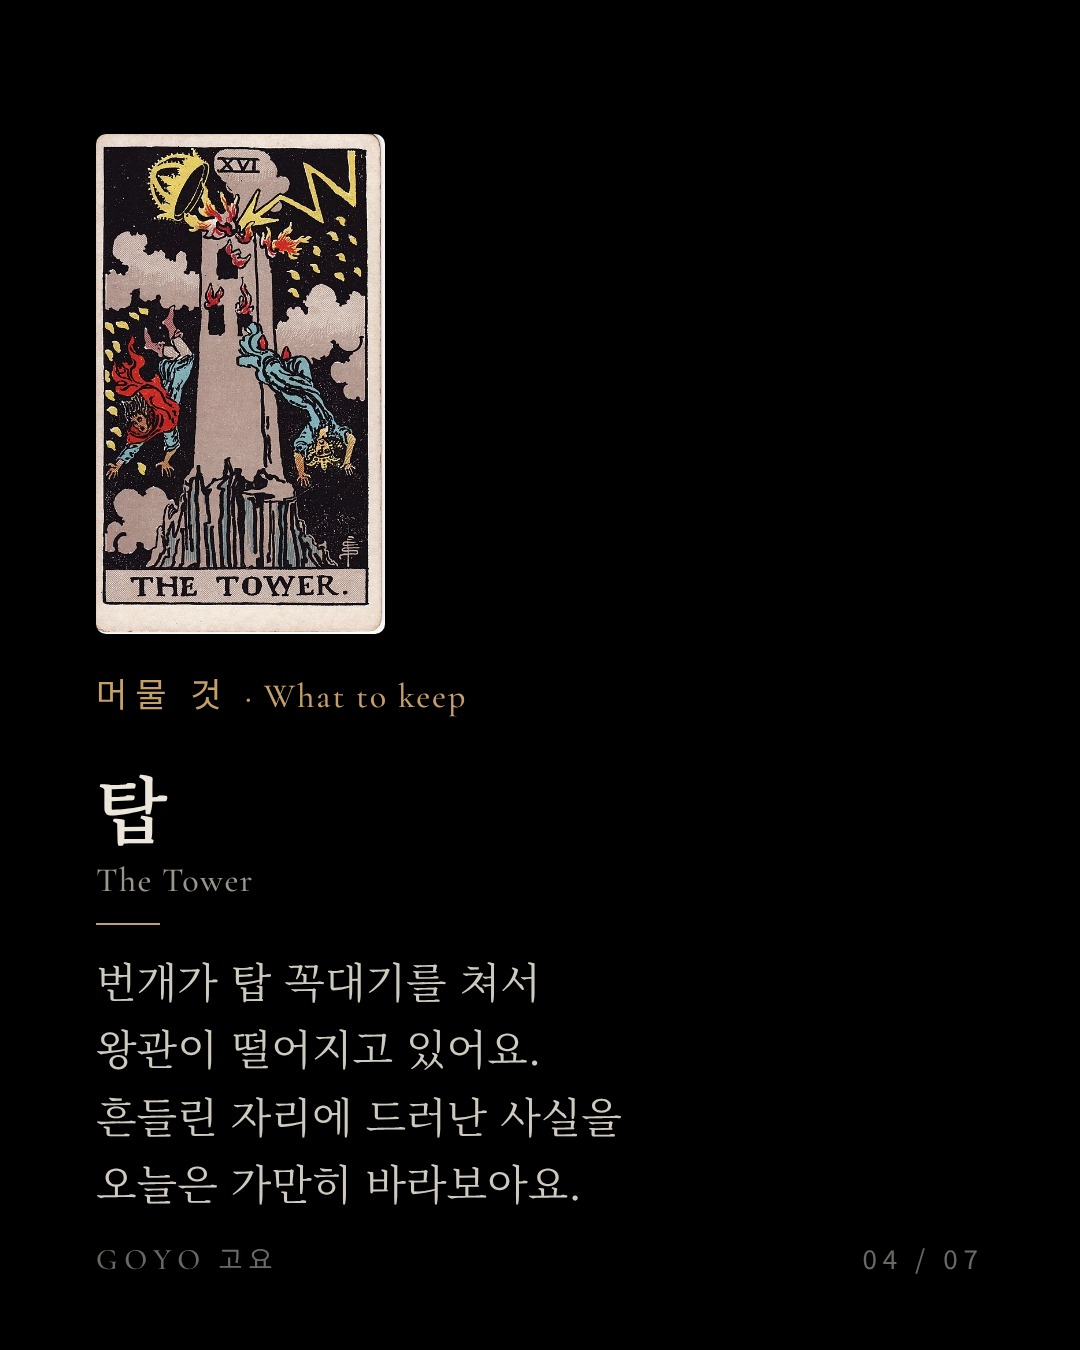 XVI
THE TOWER.
머물 것 · What to keep
탑
The Tower
번개가 탑 꼭대기를 쳐서
왕관이 떨어지고 있어요.
흔들린 자리에 드러난 사실을
오늘은 가만히 바라보아요.
GOYO 고요
04 / 07